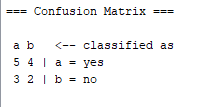 === Confusion Matrix ===
a b <-- classified as
5 4 | a = yes
3 2 | b = no